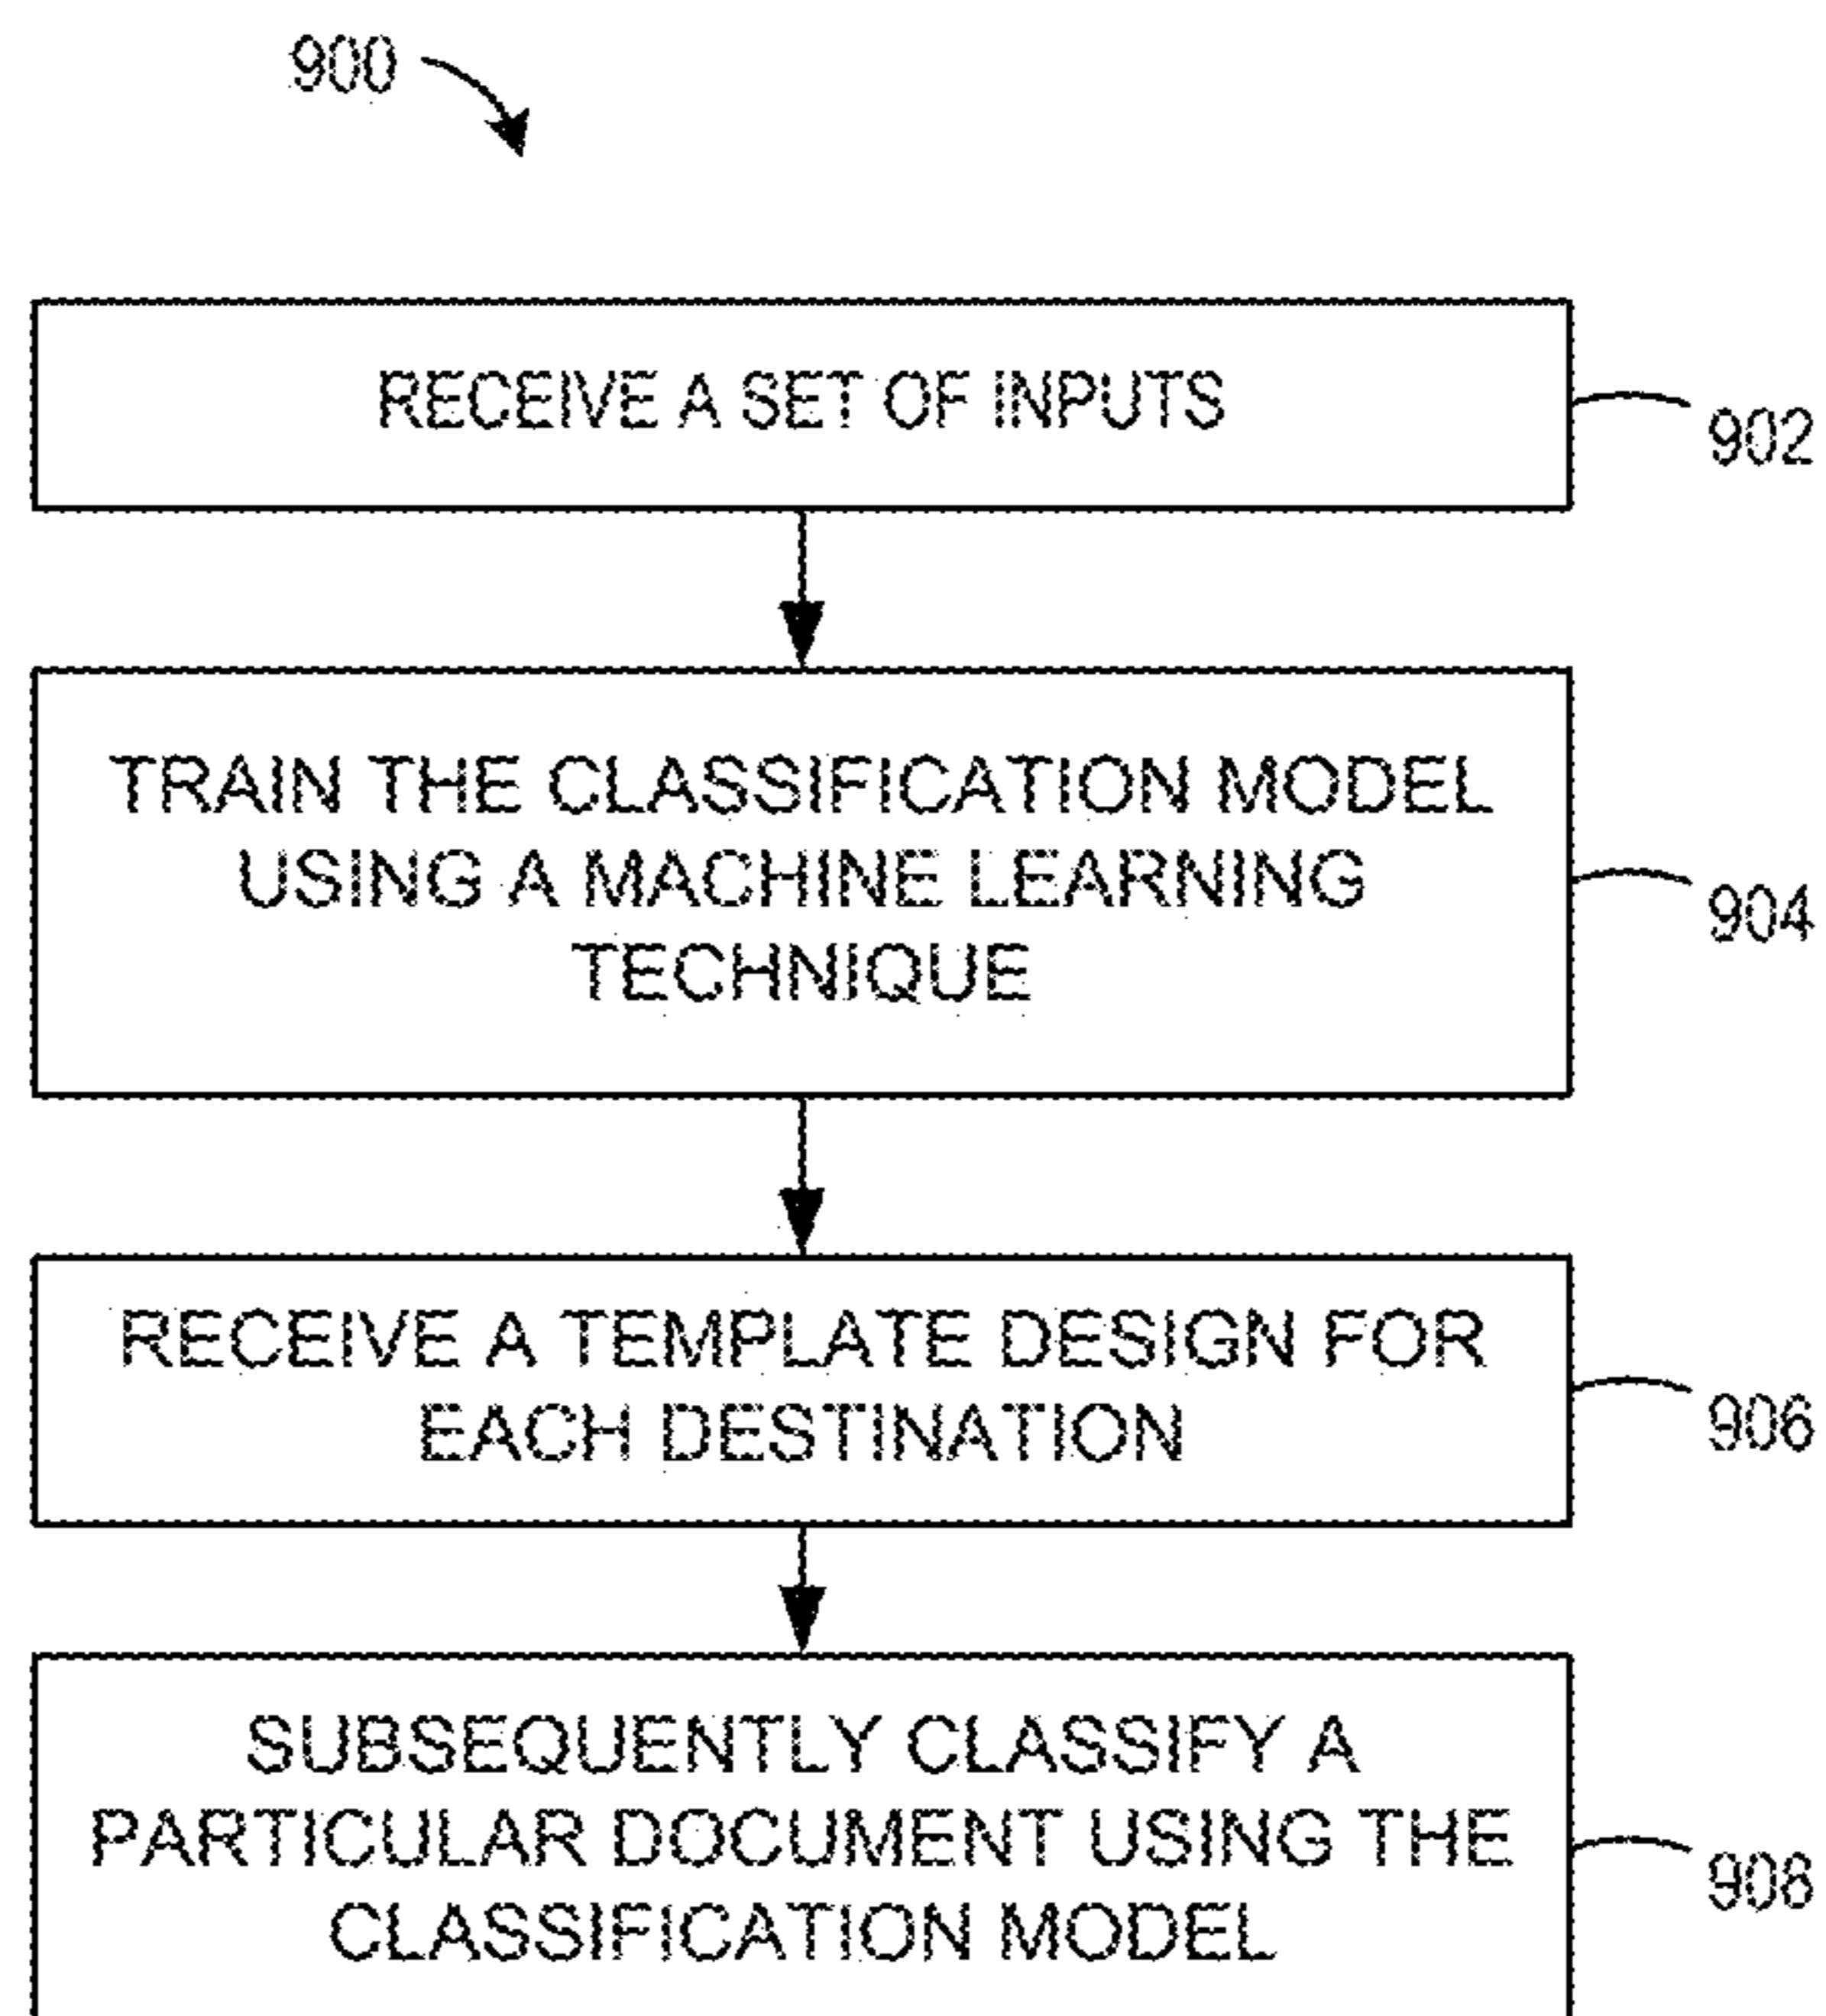 900
RECEIVE A SET OF INPUTS
902
TRAIN THE CLASSIFICATION MODEL
USING A MACHINE LEARNING
TECHNIQUE
904
RECEIVE A TEMPLATE DESIGN FOR
EACH DESTINATION
906
SUBSEQUENTLY CLASSIFY A
PARTICULAR DOCUMENT USING THE
CLASSIFICATION MODEL
908